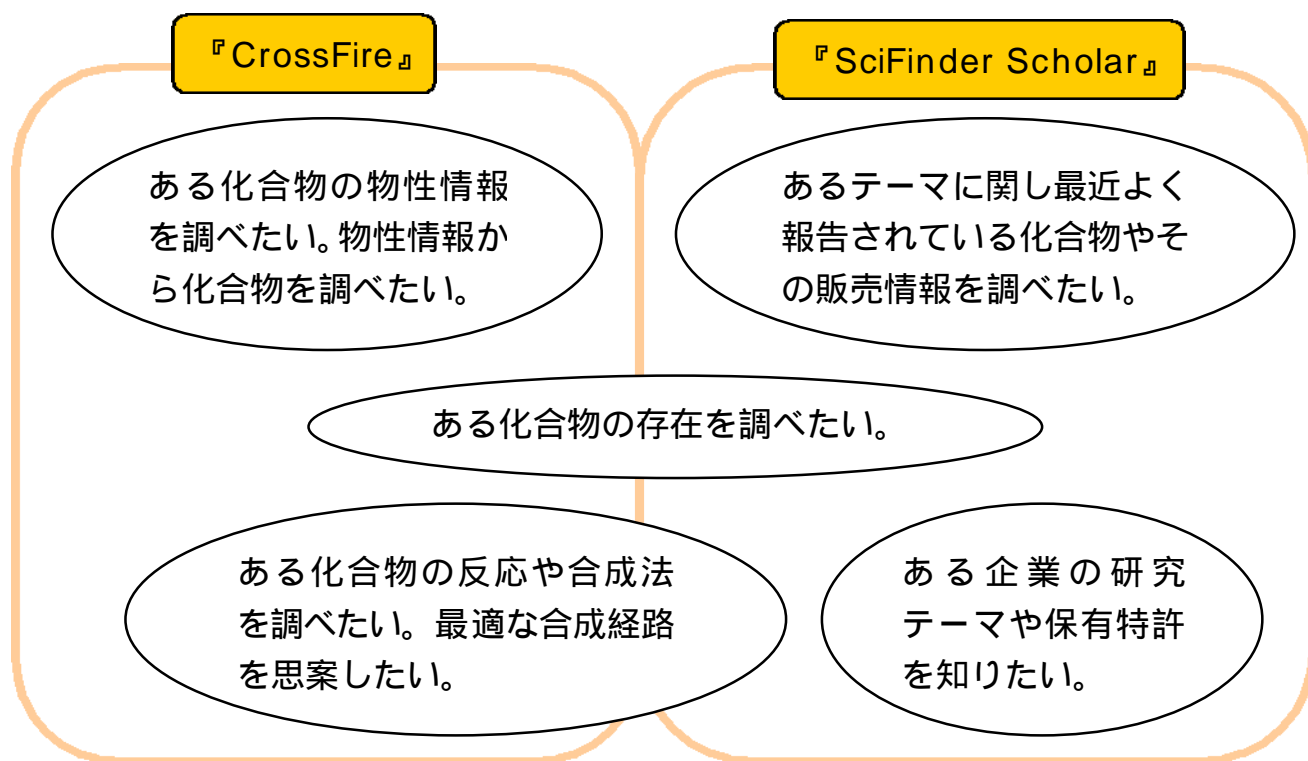 『CrossFire』
『SciFinder Scholar』
ある化合物の物性情報
を調べたい。物性情報か
ら化合物を調べたい。
あるテーマに関し最近よく
報告されている化合物やそ
の販売情報を調べたい。
ある化合物の存在を調べたい。
ある化合物の反応や合成法
を調べたい。最適な合成経路
を思案したい。
ある企業の研究
テーマや保有特許
を知りたい。